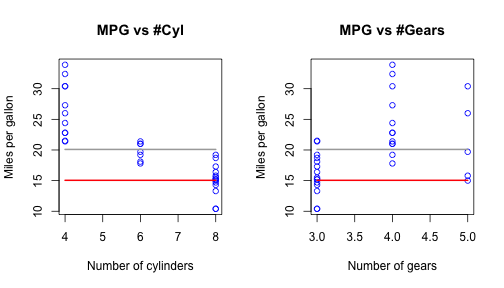 MPG vs #Cyl
Miles per gallon
10 15 20 25 30
4 5 6 7 8
Number of cylinders
MPG vs #Gears
Miles per gallon
10 15 20 25 30
3.0 3.5 4.0 4.5 5.0
Number of gears